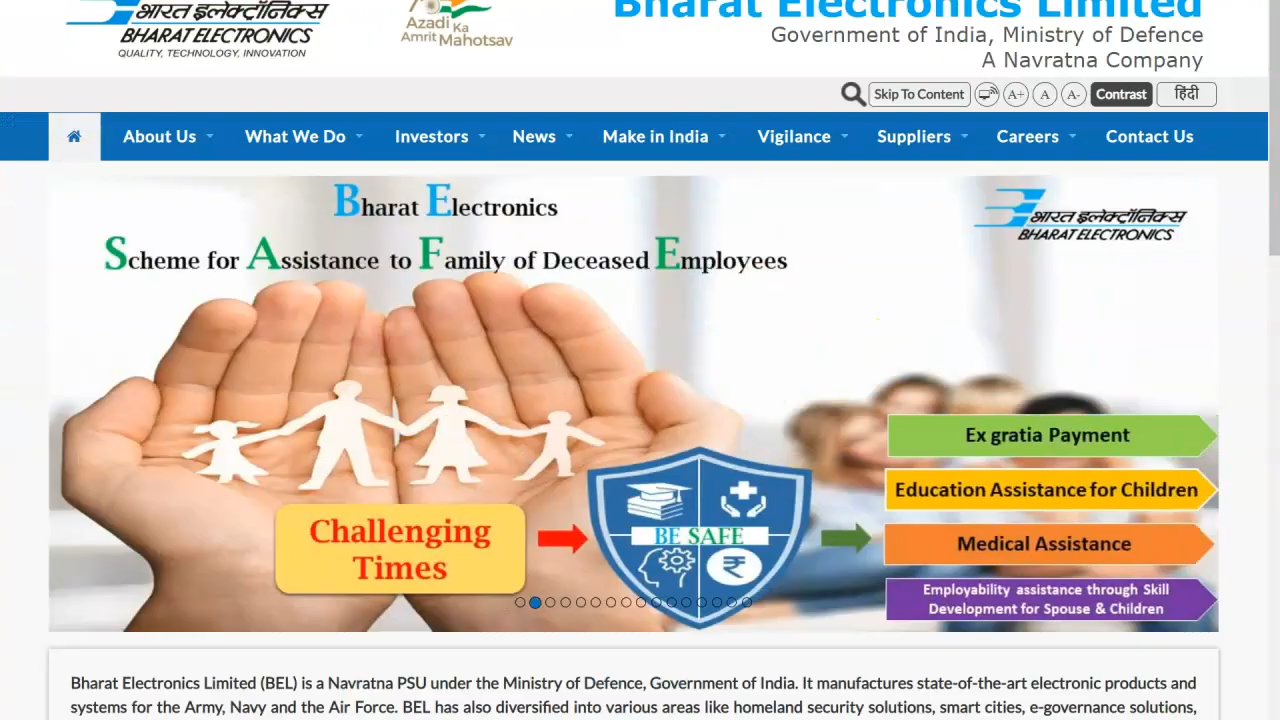 भारत इलेक्ट्रॉनिक्स
BHARAT ELECTRONICS
QUALITY, TECHNOLOGY, INNOVATION
Azadi Ka
Amrit Mahotsav
Bharat Electronics Limited
Government of India, Ministry of Defence
A Navratna Company
Skip To Content A+ A A- Contrast हिंदी
About Us What We Do Investors News Make in India Vigilance Suppliers Careers Contact Us
Bharat Electronics
Scheme for Assistance to Family of Deceased Employees
भारत इलेक्ट्रॉनिक्स
BHARAT ELECTRONICS
Ex gratia Payment
Education Assistance for Children
Challenging
Times
BE SAFE
Medical Assistance
Employability assistance through Skill
Development for Spouse & Children
Bharat Electronics Limited (BEL) is a Navratna PSU under the Ministry of Defence, Government of India. It manufactures state-of-the-art electronic products and
systems for the Army, Navy and the Air Force. BEL has also diversified into various areas like homeland security solutions, smart cities, e-governance solutions,